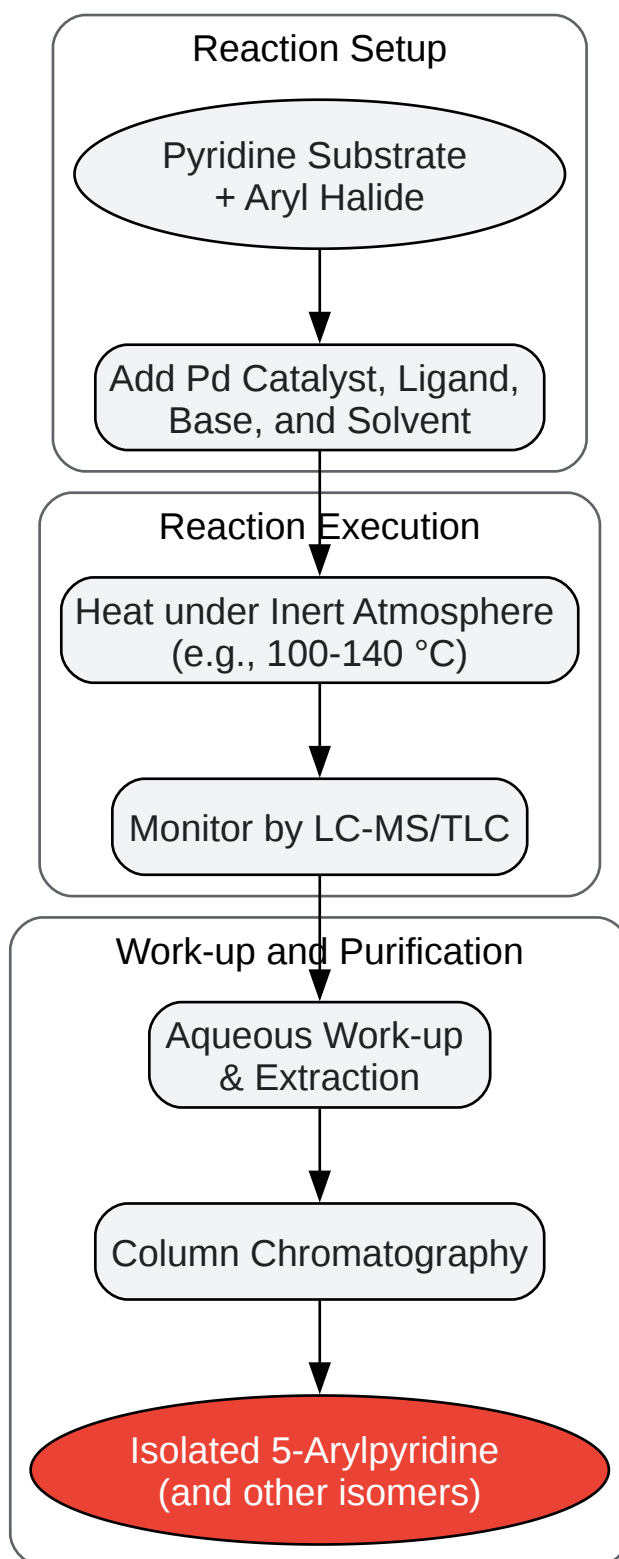 Reaction Setup
Pyridine Substrate
+ Aryl Halide
Add Pd Catalyst, Ligand,
Base, and Solvent
Reaction Execution
Heat under Inert Atmosphere
(e.g., 100-140 °C)
Monitor by LC-MS/TLC
Work-up and Purification
Aqueous Work-up
& Extraction
Column Chromatography
Isolated 5-Arylpyridine
(and other isomers)